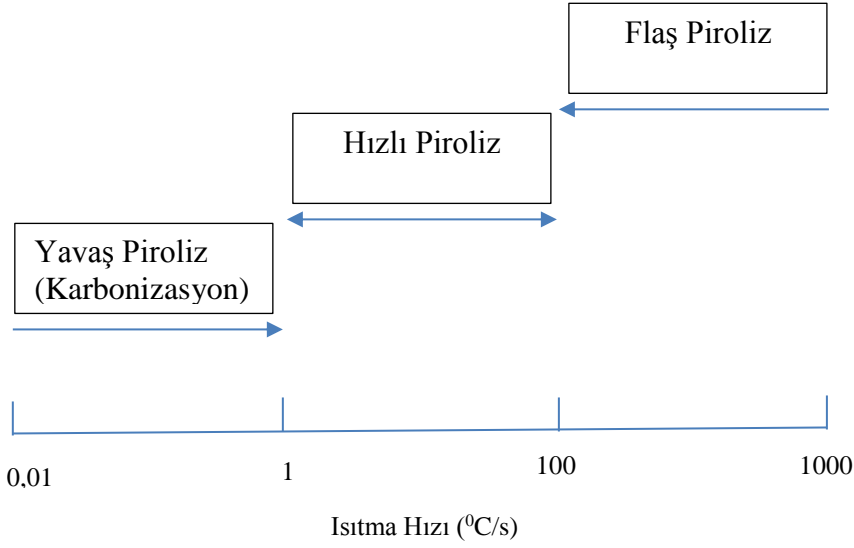 Flaş Piroliz
Hızlı Piroliz
Yavaş Piroliz
(Karbonizasyon)
0,01
1
100
1000
Isıtma Hızı (⁰C/s)